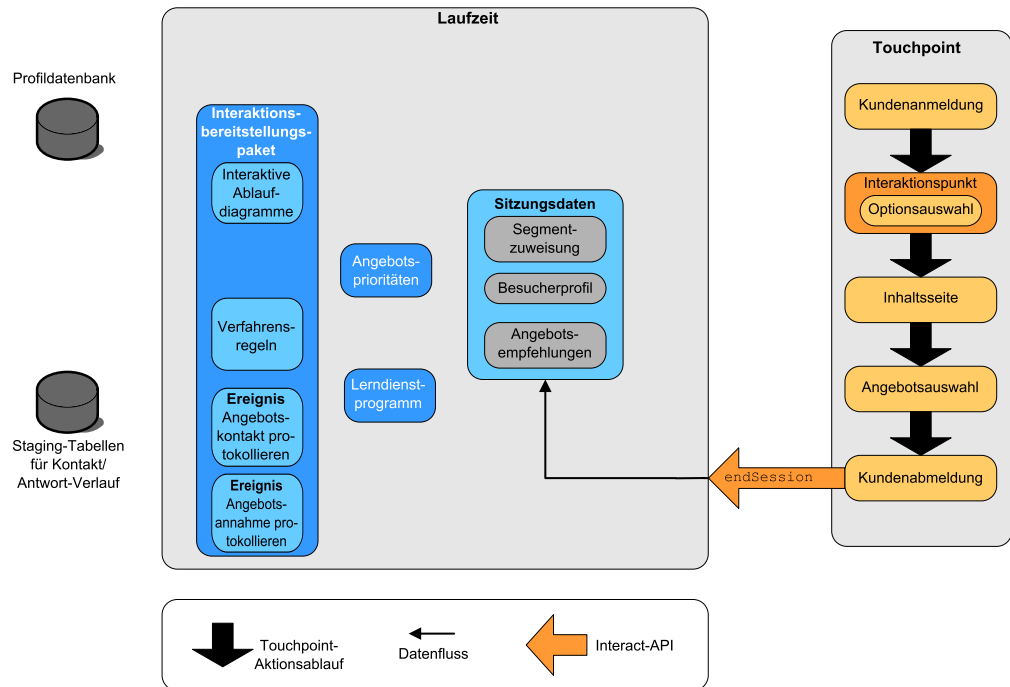 Laufzeit
Touchpoint
Profildatenbank
Interaktions-
bereitstellungs-
paket
Interaktive
Ablauf-
diagramme
Verfahrens-
regeln
Ereignis
Angebots-
kontakt pro-
tokollieren
Ereignis
Angebots-
annahme pro-
tokollieren
Angebots-
prioritäten
Lerndienst-
programm
Sitzungsdaten
Segment-
zuweisung
Besucherprofil
Angebots-
empfehlungen
Kundenanmeldung
Interaktionspunkt
Optionsauswahl
Inhaltsseite
Angebotsauswahl
Kundenabmeldung
endSession
Staging-Tabellen
für Kontakt/
Antwort-Verlauf
Touchpoint-
Aktionsablauf
Datenfluss
Interact-API